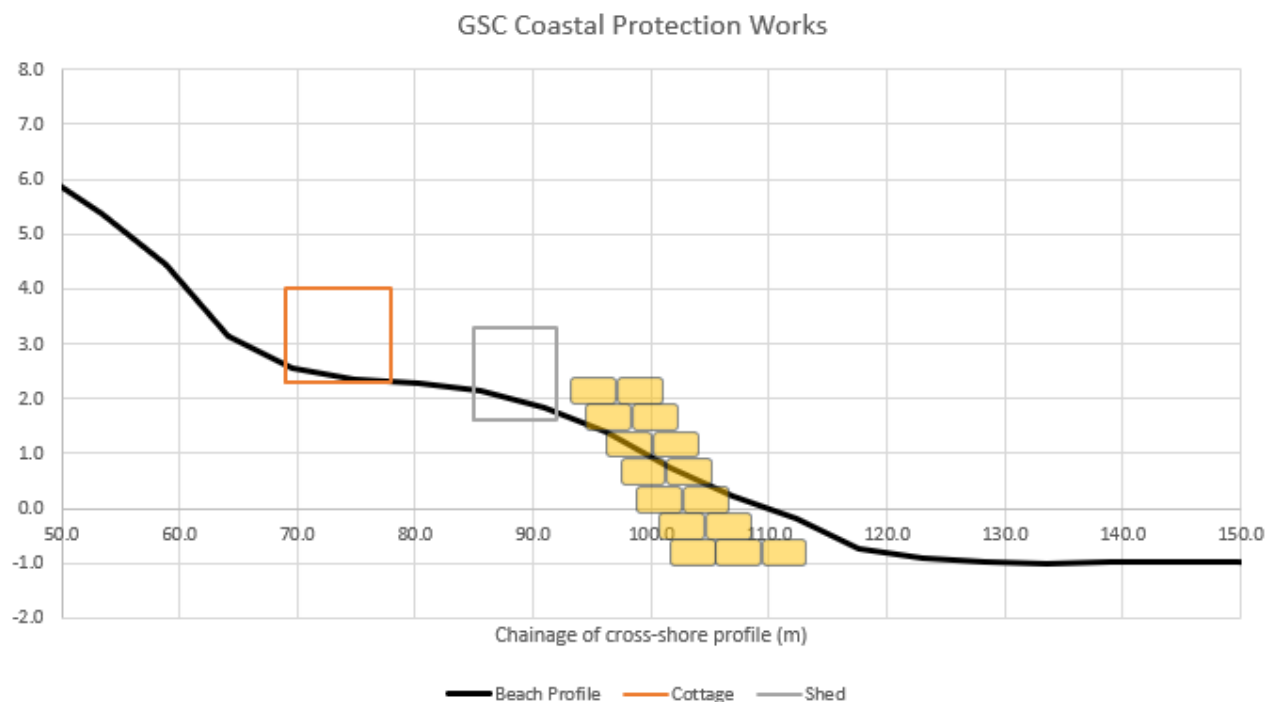 GSC Coastal Protection Works
8.0
7.0
6.0
5.0
4.0
3.0
2.0
1.0
0.0
50.0 60.0 70.0 80.0 90.0 100.0 110.0 120.0 130.0 140.0 150.0
-1.0
-2.0
Chainage of cross-shore profile (m)
Beach Profile Cottage Shed